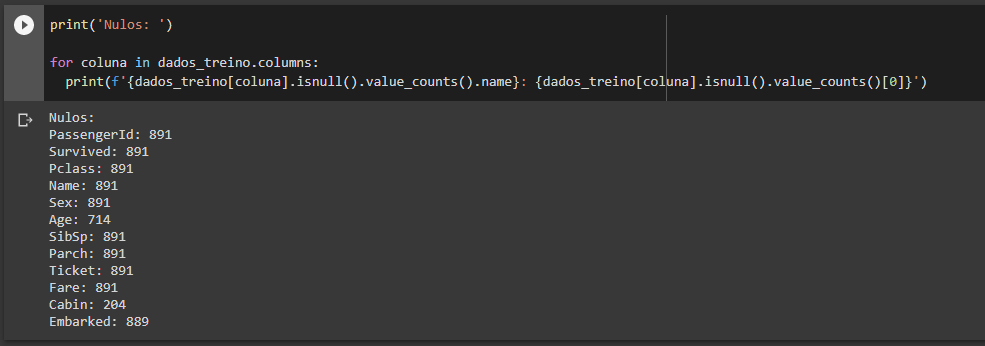 print('Nulos: ')
for coluna in dados_treino.columns:
print(f'{dados_treino[coluna].isnull().value_counts().name}: {dados_treino[coluna].isnull().value_counts()[0]}')
Nulos:
PassengerId: 891
Survived: 891
Pclass: 891
Name: 891
Sex: 891
Age: 714
SibSp: 891
Parch: 891
Ticket: 891
Fare: 891
Cabin: 204
Embarked: 889